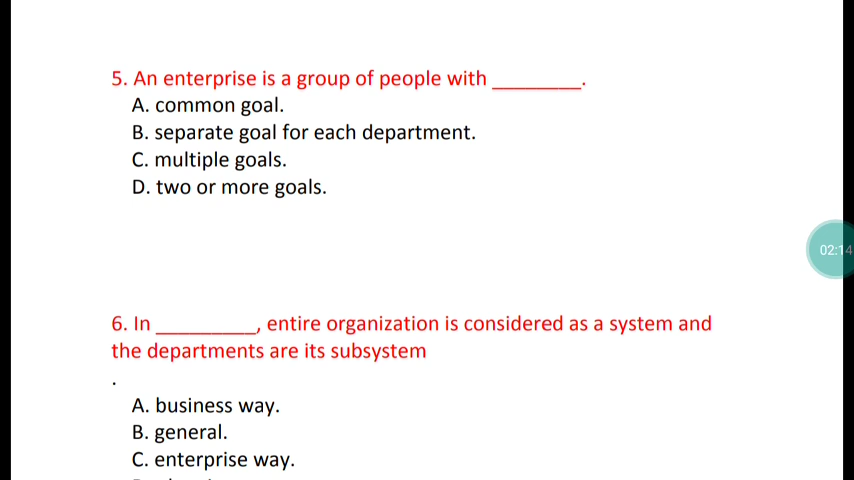 5. An enterprise is a group of people with ________.
A. common goal.
B. separate goal for each department.
C. multiple goals.
D. two or more goals.
02:14
6. In _________, entire organization is considered as a system and
the departments are its subsystem
.
A. business way.
B. general.
C. enterprise way.